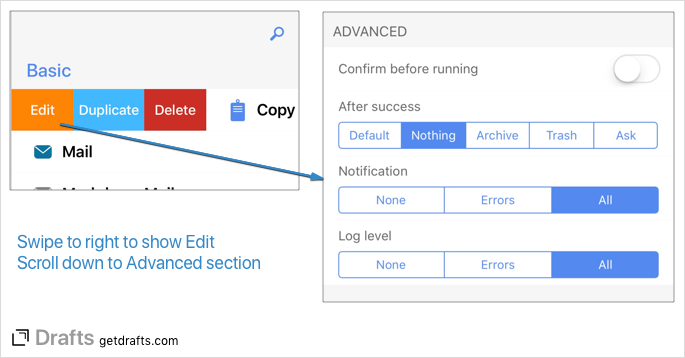 Basic
Edit Duplicate Delete Copy
Mail
ADVANCED
Confirm before running
After success
Default Nothing Archive Trash Ask
Notification
None Errors All
Log level
None Errors All
Swipe to right to show Edit
Scroll down to Advanced section
Drafts getdrafts.com